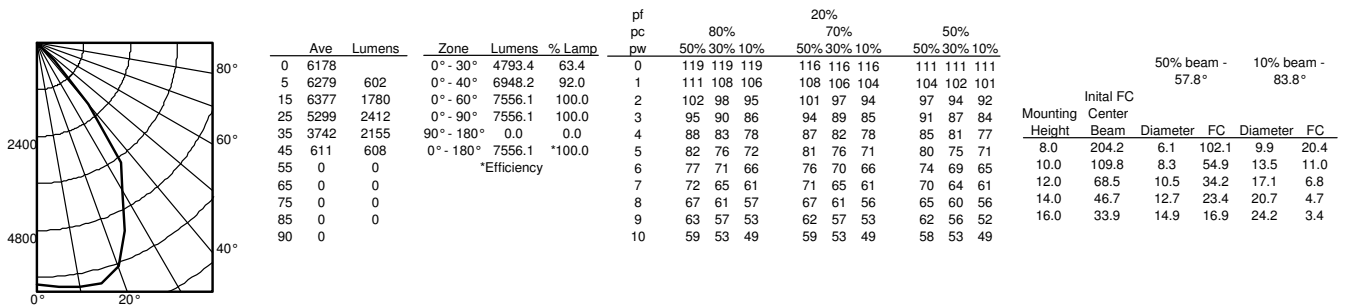 2400
4800
0°
20°
40°
60°
80°
Ave Lumens
0 6178
5 6279 602
15 6377 1780
25 5299 2412
35 3742 2155
45 611 608
55 0 0
65 0 0
75 0 0
85 0 0
90 0
Zone Lumens % Lamp
0° - 30° 4793.4 63.4
0° - 40° 6948.2 92.0
0° - 60° 7556.1 100.0
0° - 90° 7556.1 100.0
90° - 180° 0.0 0.0
0° - 180° 7556.1 *100.0
*Efficiency
pf 20%
pc 80% 70% 50%
pw 50% 30% 10% 50% 30% 10% 50% 30% 10%
0 119 119 119 116 116 116 111 111 111
1 111 108 106 108 106 104 104 102 101
2 102 98 95 101 97 94 97 94 92
3 95 90 86 94 89 85 91 87 84
4 88 83 78 87 82 78 85 81 77
5 82 76 72 81 76 71 80 75 71
6 77 71 66 76 70 66 74 69 65
7 72 65 61 71 65 61 70 64 61
8 67 61 57 67 61 56 65 60 56
9 63 57 53 62 57 53 62 56 52
10 59 53 49 59 53 49 58 53 49
50% beam - 10% beam -
57.8° 83.8°
Inital FC
Mounting Center
Height Beam Diameter FC Diameter FC
8.0 204.2 6.1 102.1 9.9 20.4
10.0 109.8 8.3 54.9 13.5 11.0
12.0 68.5 10.5 34.2 17.1 6.8
14.0 46.7 12.7 23.4 20.7 4.7
16.0 33.9 14.9 16.9 24.2 3.4